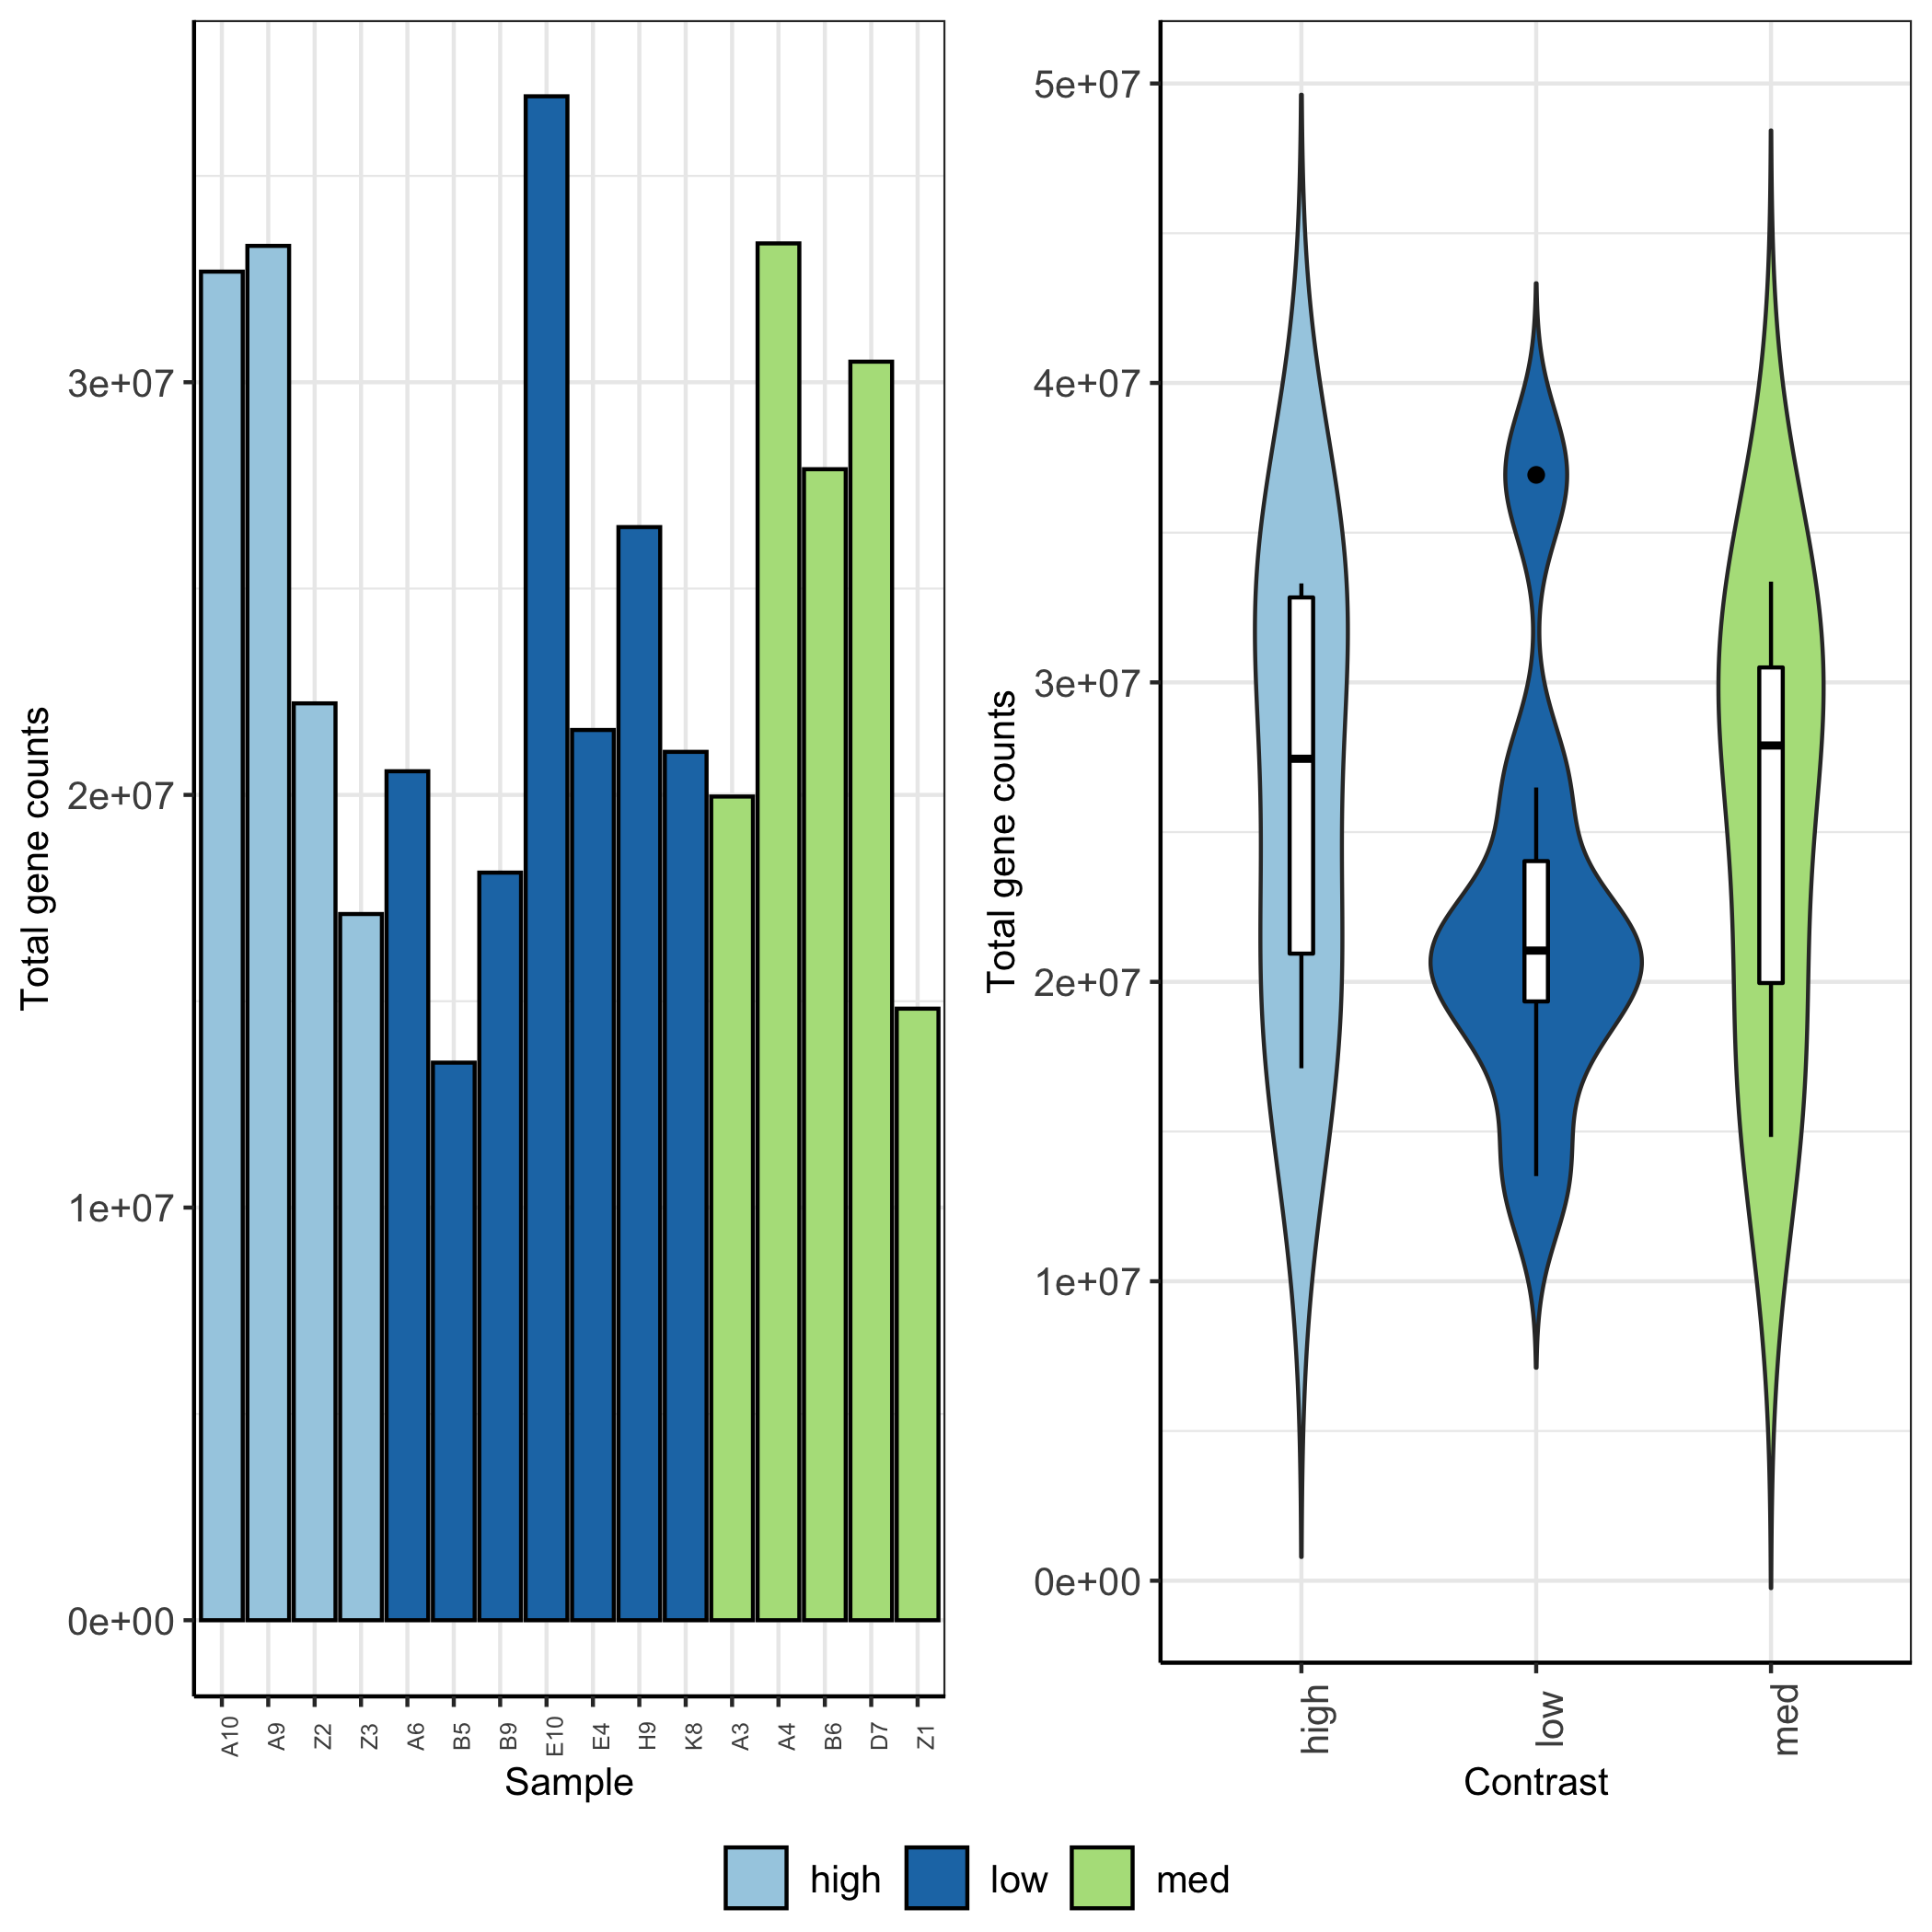 Total gene counts
3e+07
2e+07
1e+07
0e+00
A10 A9 Z2 Z3 A6 B5 B9 E10 E4 H9 K8 A3 A4 B6 D7 Z1
Sample
Total gene counts
5e+07
4e+07
3e+07
2e+07
1e+07
0e+00
high low med
Contrast
high low med